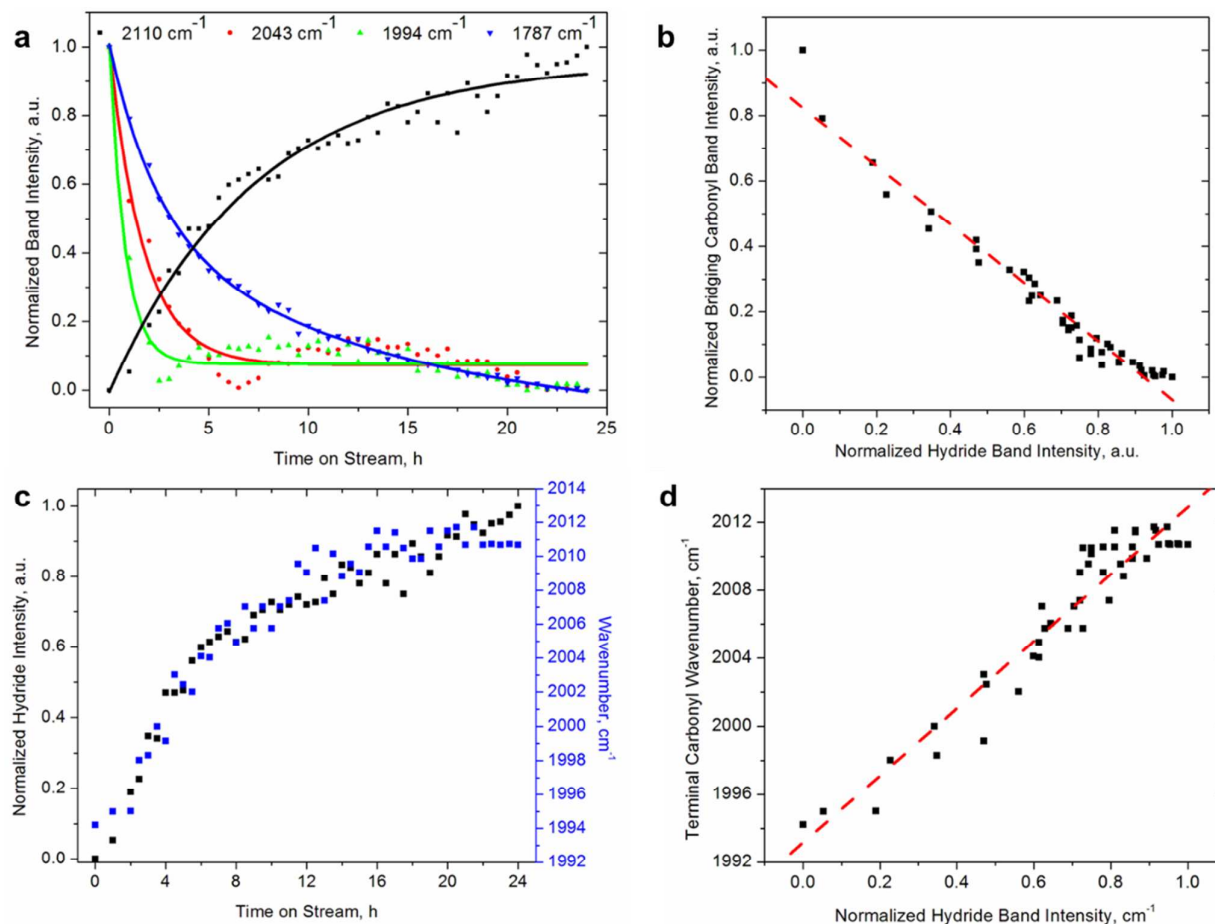 a
2110 cm-1 2043 cm-1 1994 cm-1 1787 cm-1
Normalized Band Intensity, a.u.
1.0
0.8
0.6
0.4
0.2
0.0
0 5 10 15 20 25
Time on Stream, h
b
Normalized Bridging Carbonyl Band Intensity, a.u.
1.0
0.8
0.6
0.4
0.2
0.0
0.0 0.2 0.4 0.6 0.8 1.0
Normalized Hydride Band Intensity, a.u.
c
Normalized Hydride Intensity, a.u.
1.0
0.8
0.6
0.4
0.2
0.0
2014
2012
2010
2008
2006
2004
2002
2000
1998
1996
1994
1992
Wavenumber, cm-1
0 4 8 12 16 20 24
Time on Stream, h
d
Terminal Carbonyl Wavenumber, cm-1
2012
2008
2004
2000
1996
1992
0.0 0.2 0.4 0.6 0.8 1.0
Normalized Hydride Band Intensity, cm-1